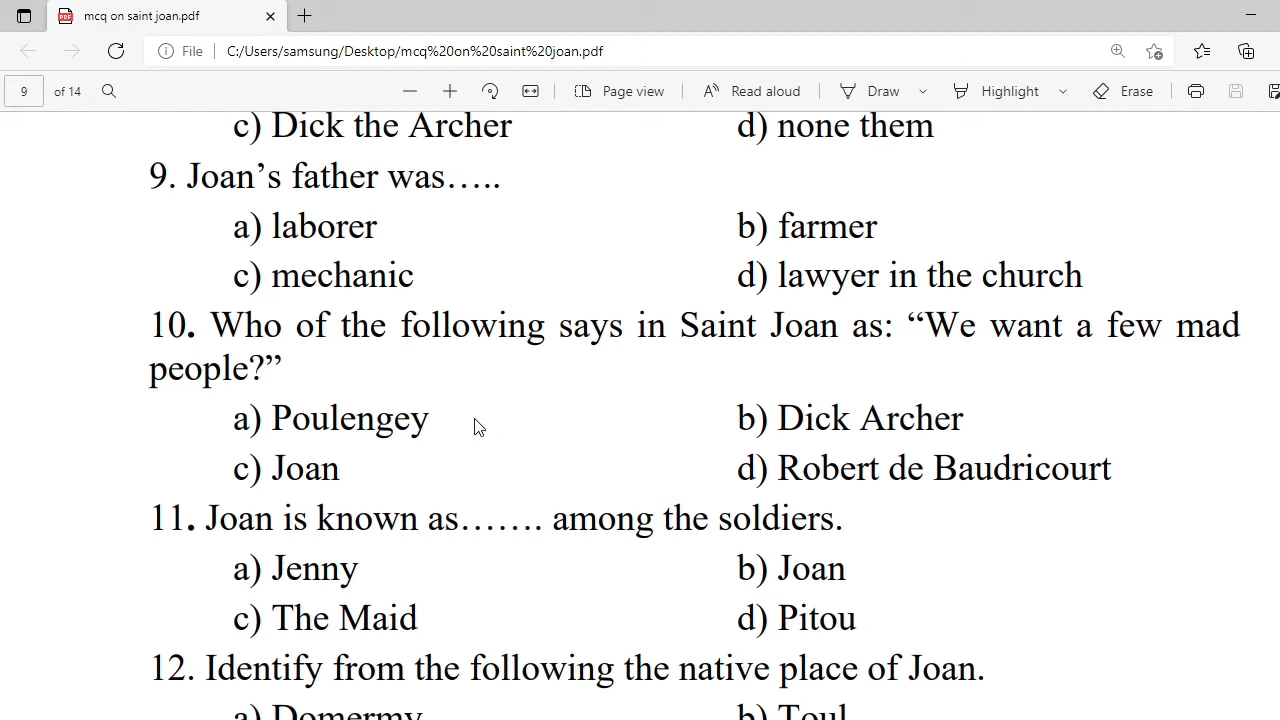 mcq on saint joan.pdf
File C:/Users/samsung/Desktop/mcq%20on%20saint%20joan.pdf
9 of 14 Page view Read aloud Draw Highlight Erase
c) Dick the Archer d) none them
9. Joan’s father was…..
a) laborer b) farmer
c) mechanic d) lawyer in the church
10. Who of the following says in Saint Joan as: “We want a few mad
people?”
a) Poulengey b) Dick Archer
c) Joan d) Robert de Baudricourt
11. Joan is known as……. among the soldiers.
a) Jenny b) Joan
c) The Maid d) Pitou
12. Identify from the following the native place of Joan.
a) Domermy b) Toul